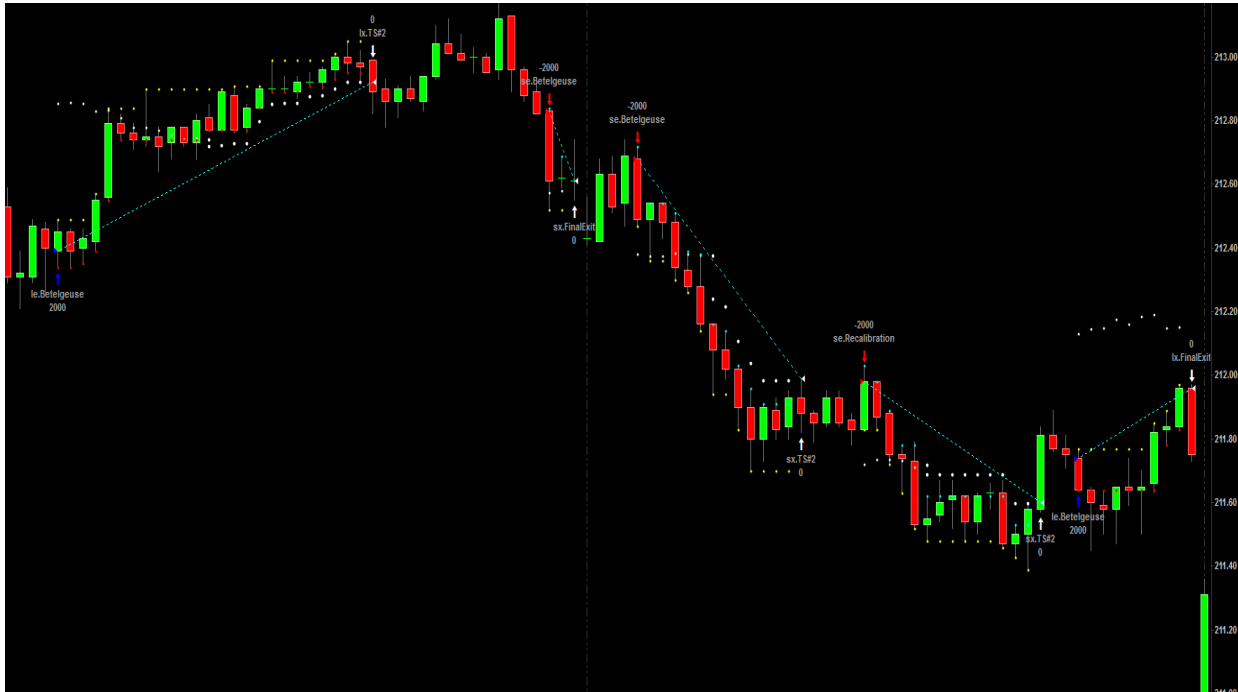 0
lx.TS#2
-2000
se.Betelgeuse
-2000
se.Betelgeuse
le.Betelgeuse
2000
sx.FinalExit
0
-2000
se.Recalibration
sx.TS#2
0
0
lx.FinalExit
le.Betelgeuse
2000
sx.TS#2
0
213.00
212.80
212.60
212.40
212.20
212.00
211.80
211.60
211.40
211.20
211.00